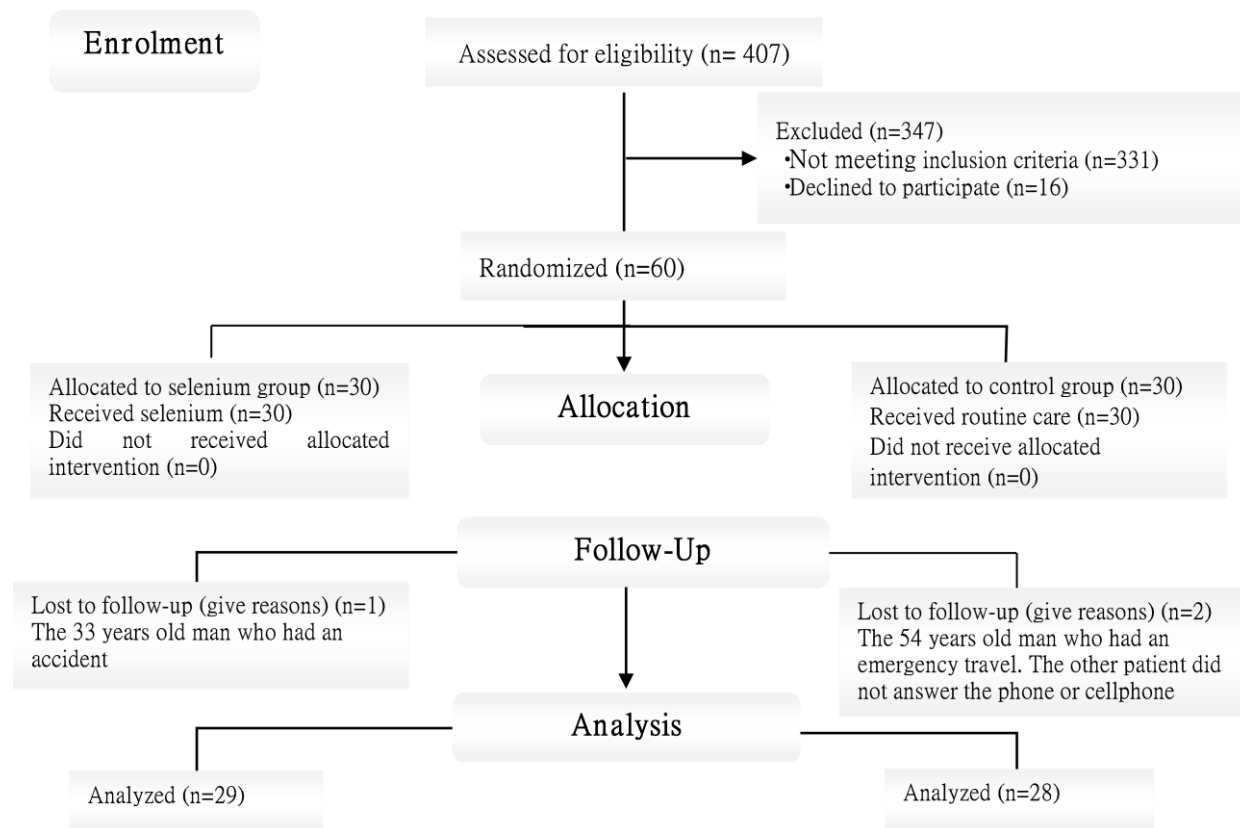 Enrolment
Assessed for eligibility (n= 407)
Excluded (n=347)
•Not meeting inclusion criteria (n=331)
•Declined to participate (n=16)
Randomized (n=60)
Allocated to selenium group (n=30)
Received selenium (n=30)
Did not received allocated
intervention (n=0)
Allocation
Allocated to control group (n=30)
Received routine care (n=30)
Did not receive allocated
intervention (n=0)
Follow-Up
Lost to follow-up (give reasons) (n=1)
The 33 years old man who had an
accident
Lost to follow-up (give reasons) (n=2)
The 54 years old man who had an
emergency travel. The other patient did
not answer the phone or cellphone
Analysis
Analyzed (n=29)
Analyzed (n=28)